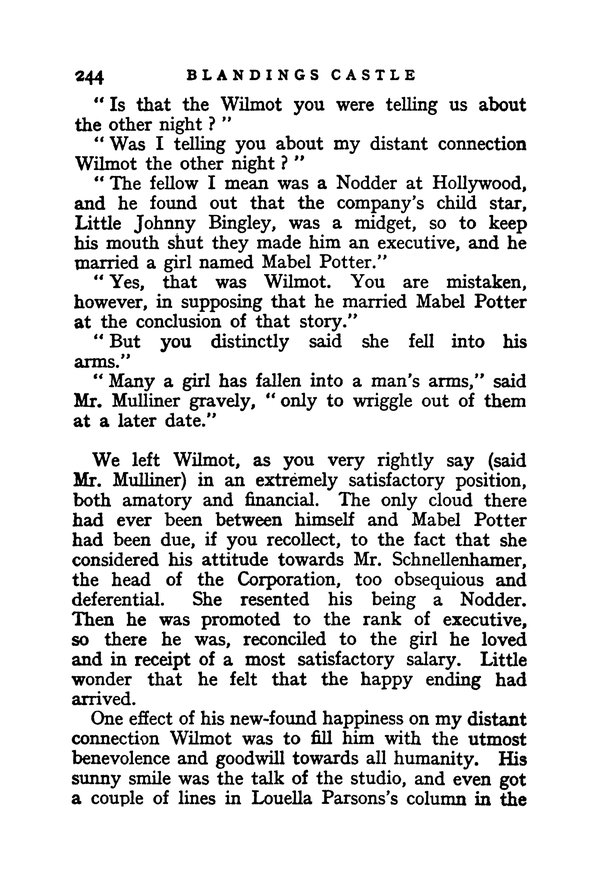 244 BLANDINGS CASTLE
" Is that the Wilmot you were telling us about
the other night ? "
" Was I telling you about my distant connection
Wilmot the other night ? "
" The fellow I mean was a Nodder at Hollywood,
and he found out that the company's child star,
Little Johnny Bingley, was a midget, so to keep
his mouth shut they made him an executive, and he
married a girl named Mabel Potter."
" Yes, that was Wilmot. You are mistaken,
however, in supposing that he married Mabel Potter
at the conclusion of that story."
" But you distinctly said she fell into his
arms."
" Many a girl has fallen into a man's arms," said
Mr. Mulliner gravely, " only to wriggle out of them
at a later date."
We left Wilmot, as you very rightly say (said
Mr. Mulliner) in an extremely satisfactory position,
both amatory and financial. The only cloud there
had ever been between himself and Mabel Potter
had been due, if you recollect, to the fact that she
considered his attitude towards Mr. Schnellenhamer,
the head of the Corporation, too obsequious and
deferential. She resented his being a Nodder.
Then he was promoted to the rank of executive,
so there he was, reconciled to the girl he loved
and in receipt of a most satisfactory salary. Little
wonder that he felt that the happy ending had
arrived.
One effect of his new-found happiness on my distant
connection Wilmot was to fill him with the utmost
benevolence and goodwill towards all humanity. His
sunny smile was the talk of the studio, and even got
a couple of lines in Louella Parsons's column in the